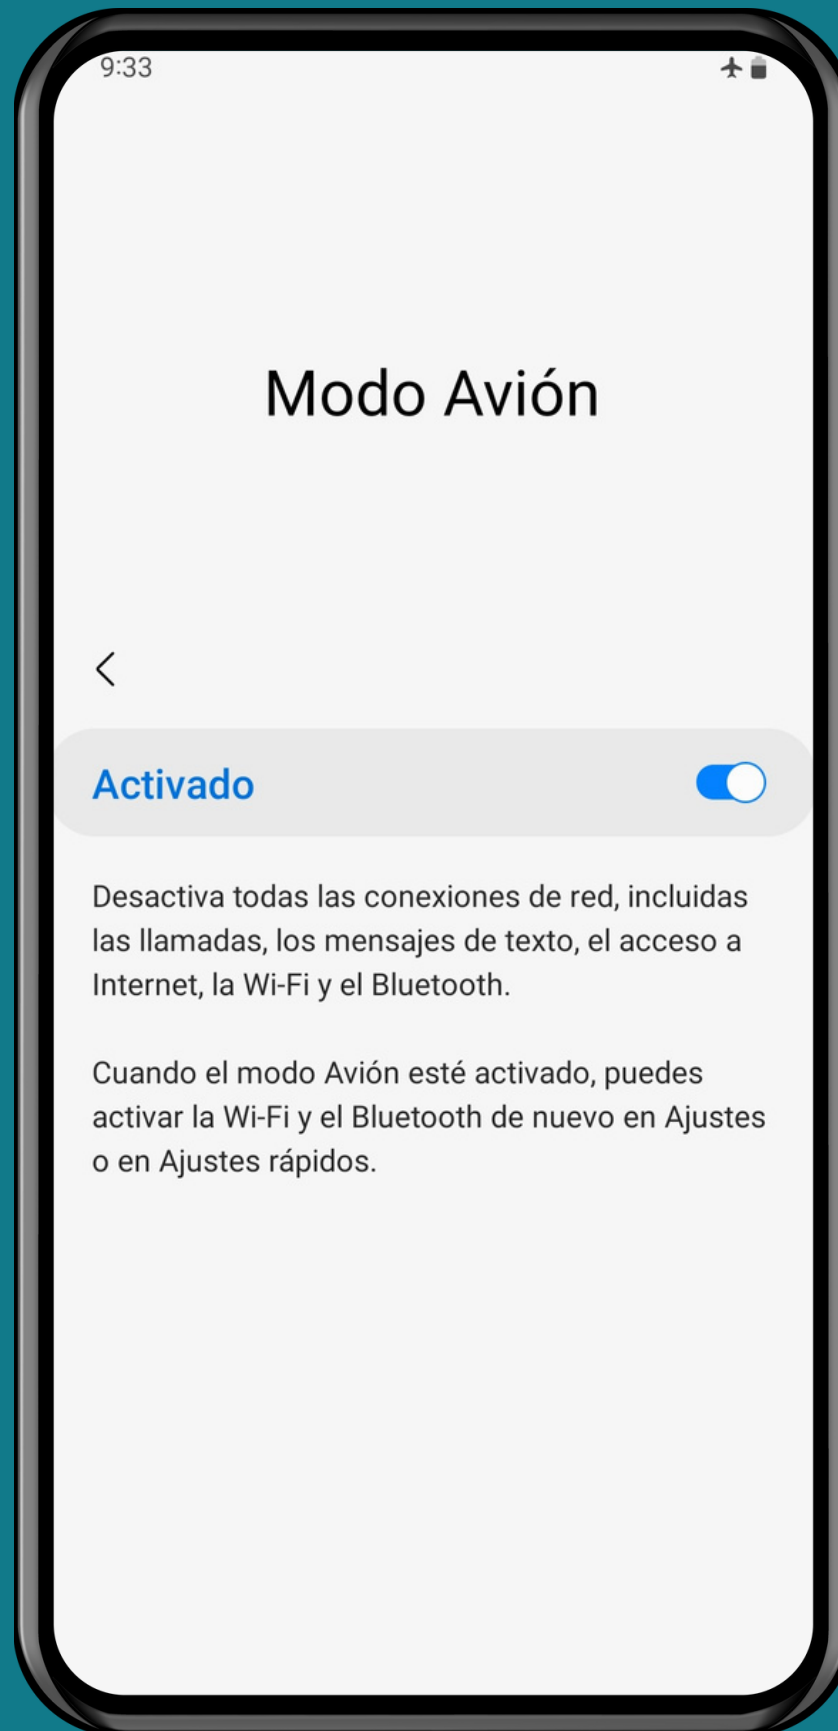 9:33
Modo Avión
Activado
Desactiva todas las conexiones de red, incluidas
las llamadas, los mensajes de texto, el acceso a
Internet, la Wi-Fi y el Bluetooth.
Cuando el modo Avión esté activado, puedes
activar la Wi-Fi y el Bluetooth de nuevo en Ajustes
o en Ajustes rápidos.